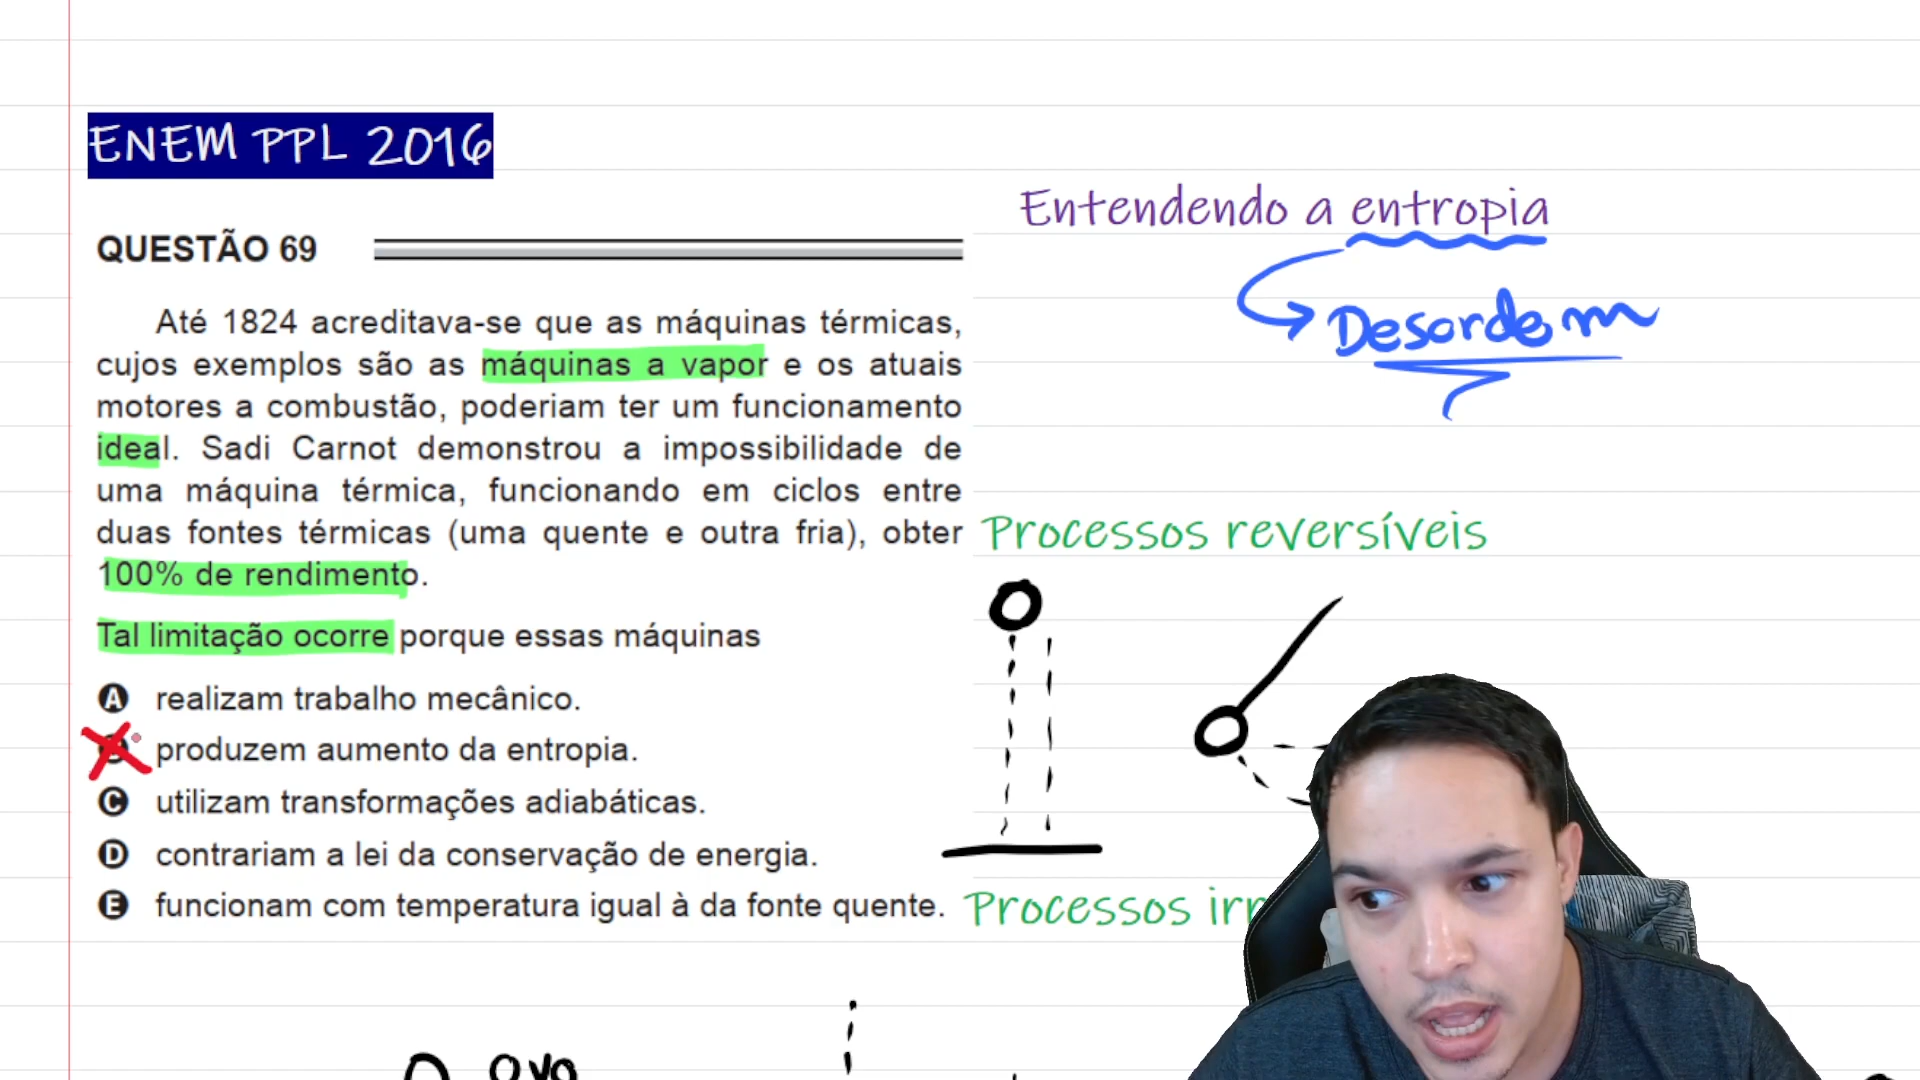 ENEM PPL 2016
QUESTÃO 69
Até 1824 acreditava-se que as máquinas térmicas,
cujos exemplos são as máquinas a vapor e os atuais
motores a combustão, poderiam ter um funcionamento
ideal. Sadi Carnot demonstrou a impossibilidade de
uma máquina térmica, funcionando em ciclos entre
duas fontes térmicas (uma quente e outra fria), obter
100% de rendimento.
Tal limitação ocorre porque essas máquinas
A realizam trabalho mecânico.
produzem aumento da entropia.
C utilizam transformações adiabáticas.
D contrariam a lei da conservação de energia.
E funcionam com temperatura igual à da fonte quente.
Entendendo a entropia
Desordem
Processos reversíveis
Processos
ovo